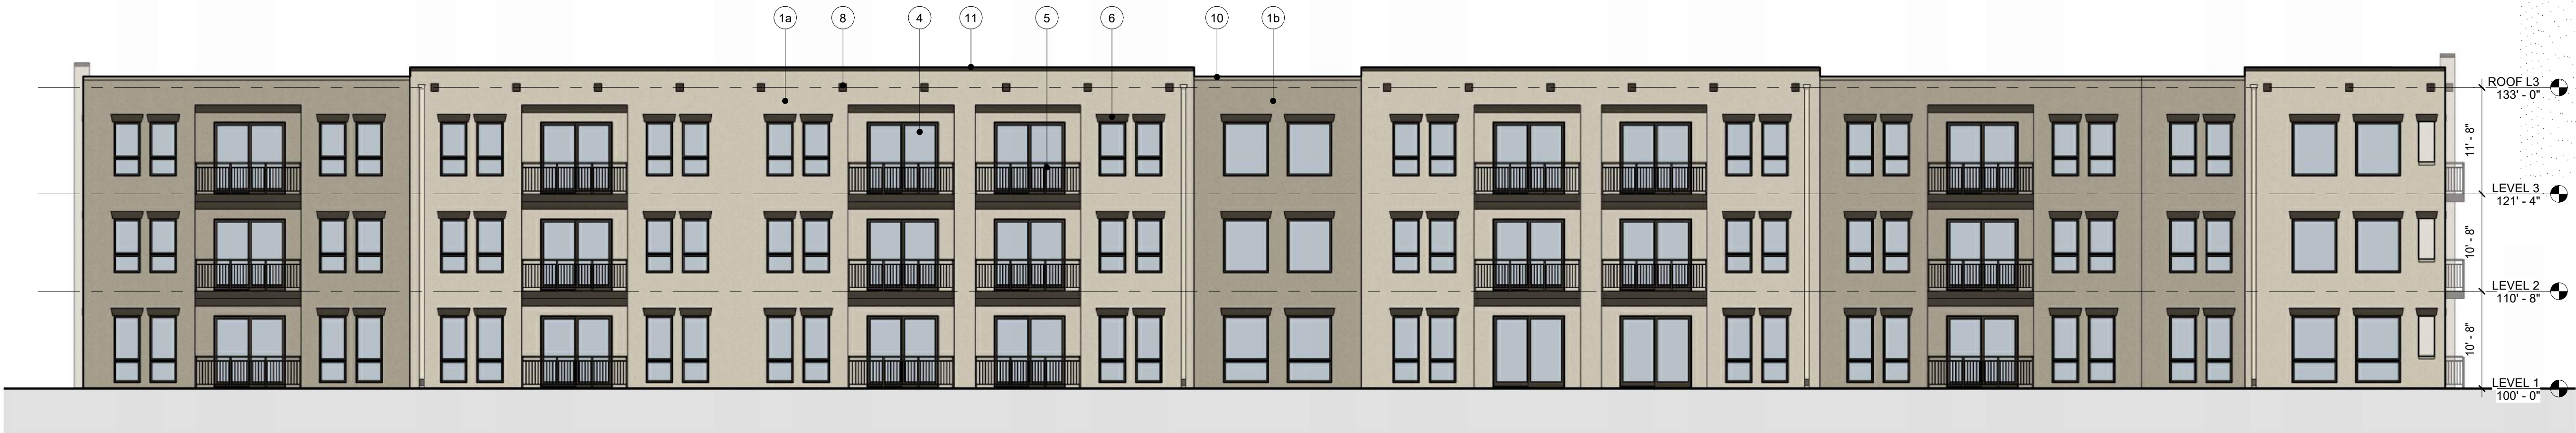 1a
8
4
11
5
6
10
1b
ROOF L3
133' - 0"
11' - 8"
LEVEL 3
121' - 4"
10' - 8"
LEVEL 2
110' - 8"
10' - 8"
LEVEL 1
100' - 0"